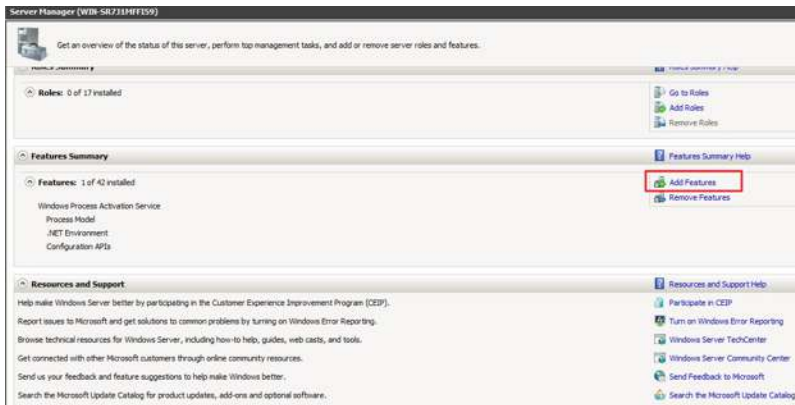 Server Manager (WIN-SR7J1MFFI59)
Get an overview of the status of this server, perform top management tasks, and add or remove server roles and features.
Roles Summary
Roles Summary Help
Roles: 0 of 17 installed
Go to Roles
Add Roles
Remove Roles
Features Summary
Features Summary Help
Features: 1 of 42 installed
Add Features
Remove Features
Windows Process Activation Service
Process Model
.NET Environment
Configuration APIs
Resources and Support
Resources and Support Help
Help make Windows Server better by participating in the Customer Experience Improvement Program (CEIP).
Participate in CEIP
Report issues to Microsoft and get solutions to common problems by turning on Windows Error Reporting.
Turn on Windows Error Reporting
Browse technical resources for Windows Server, including how-to help, guides, web casts, and tools.
Windows Server TechCenter
Get connected with other Microsoft customers through online community resources.
Windows Server Community Center
Send us your feedback and feature suggestions to help make Windows better.
Send Feedback to Microsoft
Search the Microsoft Update Catalog for product updates, add-ons and optional software.
Search the Microsoft Update Catalog